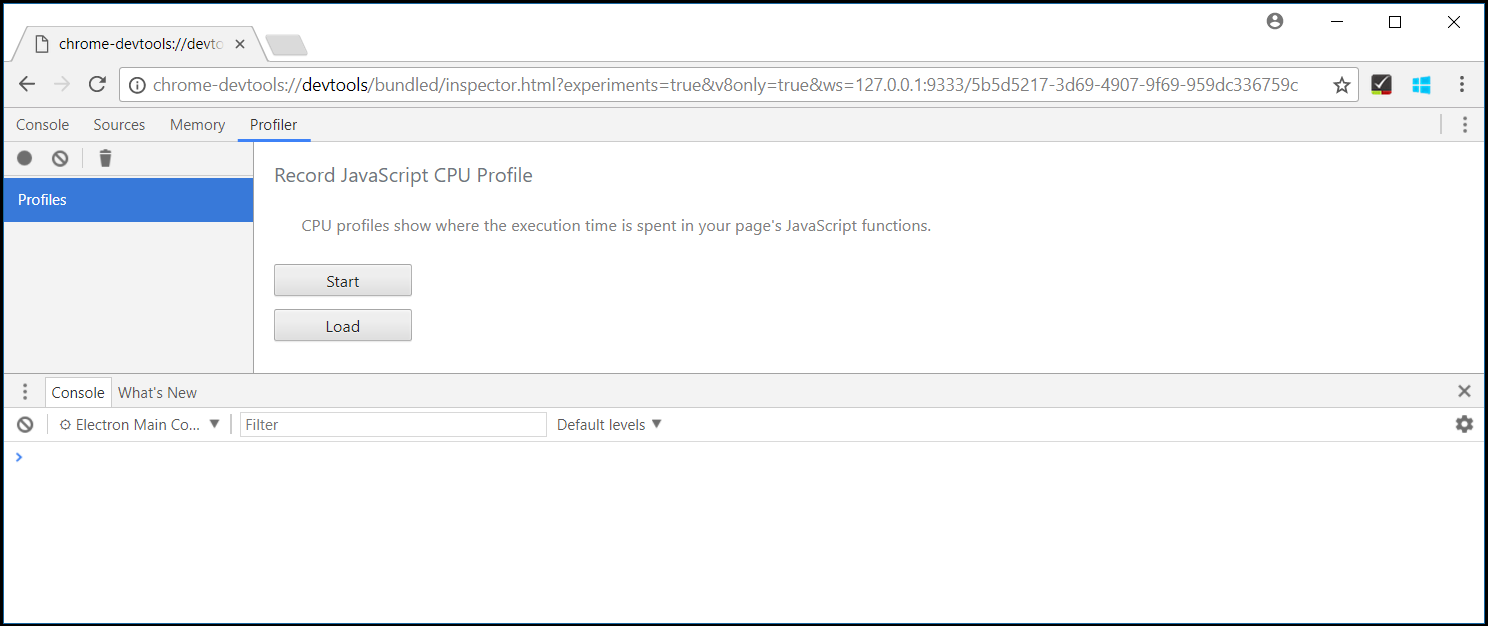 chrome-devtools://devto
chrome-devtools://devtools/bundled/inspector.html?experiments=true&v8only=true&ws=127.0.0.1:9333/5b5d5217-3d69-4907-9f69-959dc336759c
Console Sources Memory Profiler
Profiles
Record JavaScript CPU Profile
CPU profiles show where the execution time is spent in your page's JavaScript functions.
Start
Load
Console What's New
Electron Main Co... Filter Default levels